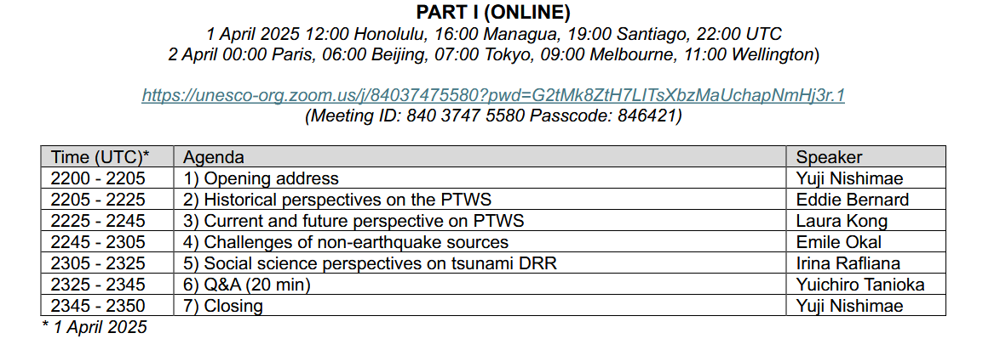 PART I (ONLINE)
1 April 2025 12:00 Honolulu, 16:00 Managua, 19:00 Santiago, 22:00 UTC
2 April 00:00 Paris, 06:00 Beijing, 07:00 Tokyo, 09:00 Melbourne, 11:00 Wellington)
https://unesco-org.zoom.us/j/84037475580?pwd=G2tMk8ZtH7LITsXbzMaUchapNmHj3r.1
(Meeting ID: 840 3747 5580 Passcode: 846421)
Time (UTC)* Agenda Speaker
2200 - 2205 1) Opening address Yuji Nishimae
2205 - 2225 2) Historical perspectives on the PTWS Eddie Bernard
2225 - 2245 3) Current and future perspective on PTWS Laura Kong
2245 - 2305 4) Challenges of non-earthquake sources Emile Okal
2305 - 2325 5) Social science perspectives on tsunami DRR Irina Rafliana
2325 - 2345 6) Q&A (20 min) Yuichiro Tanioka
2345 - 2350 7) Closing Yuji Nishimae
* 1 April 2025